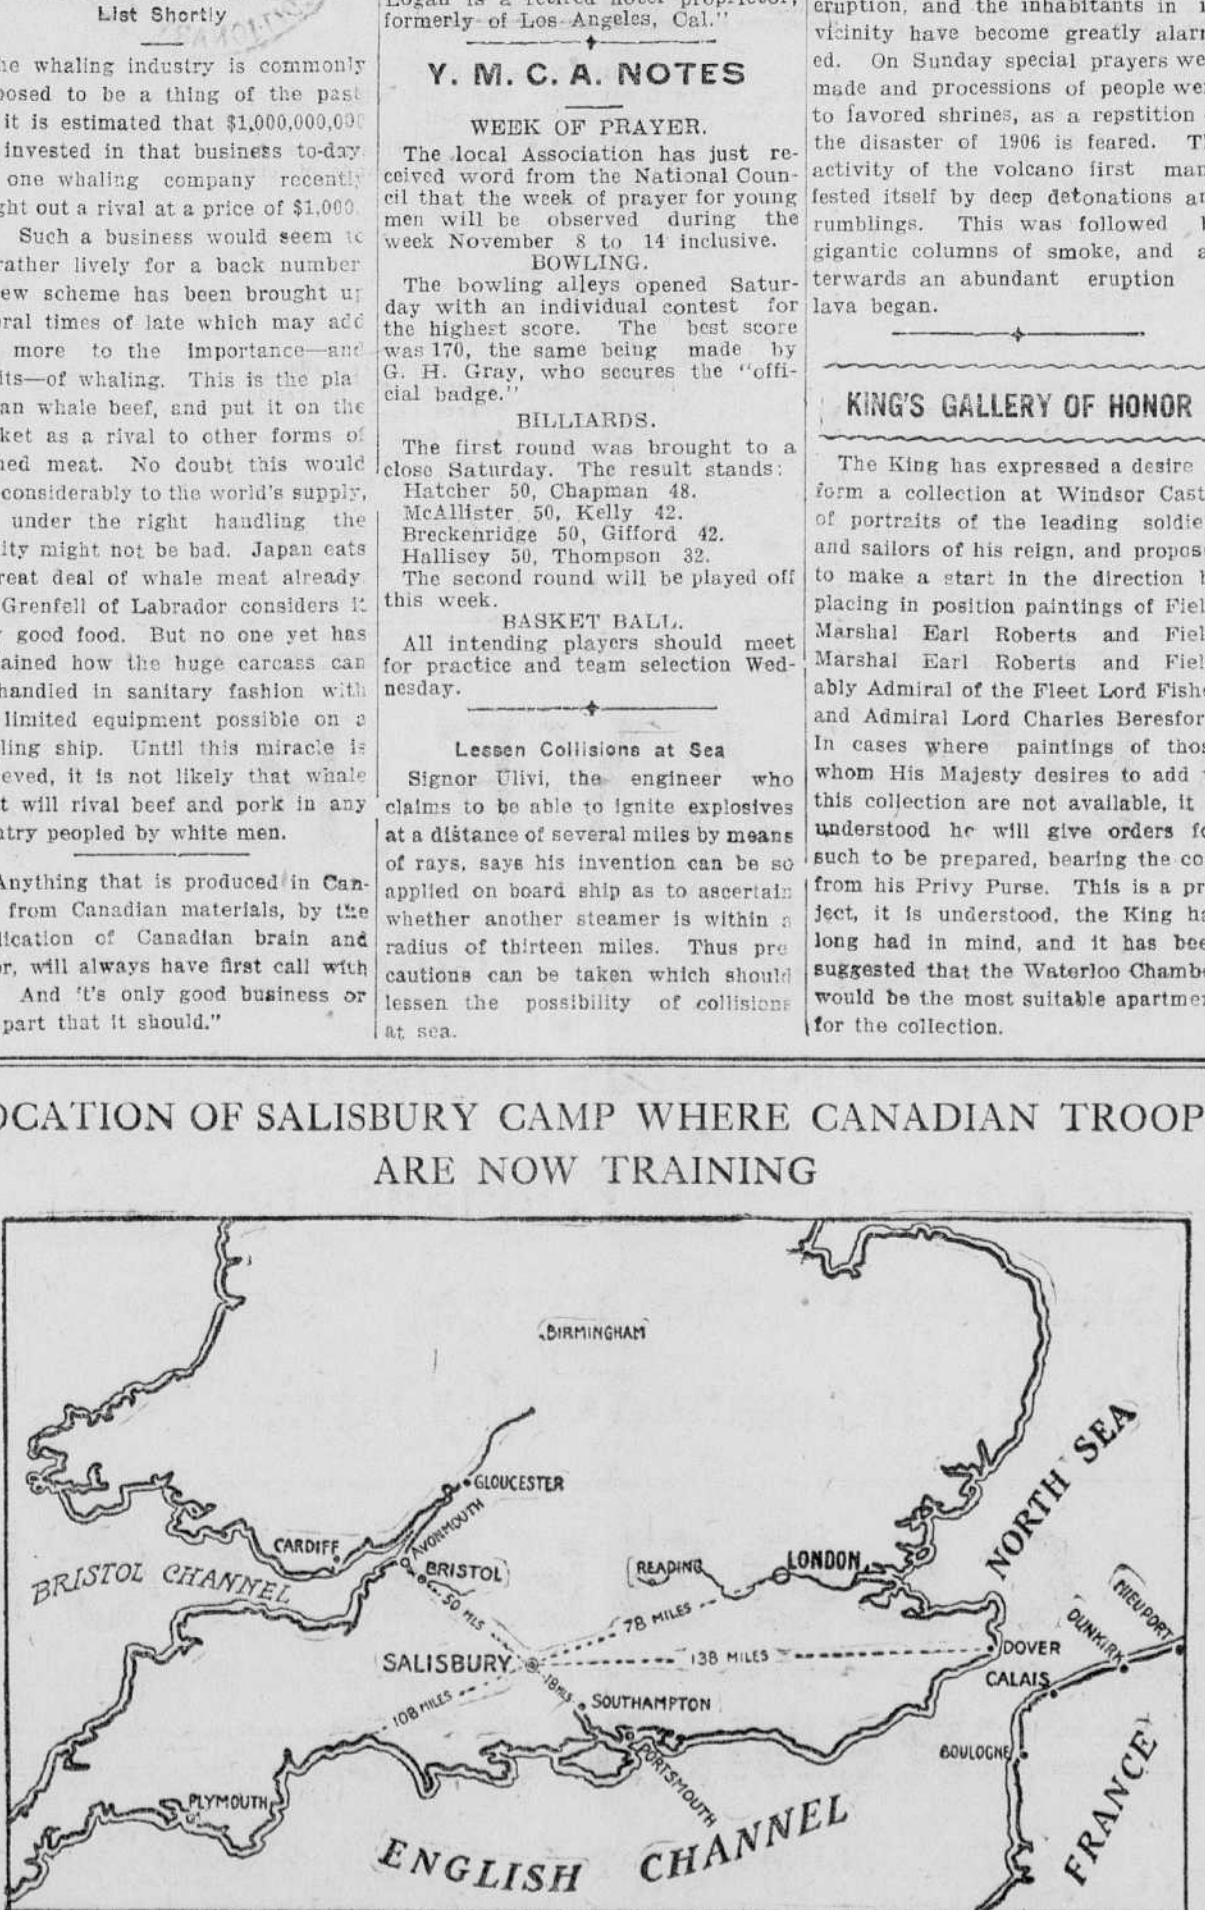 List Shortly
whaling industry is commonly
posed to be a thing of the past
it is estimated that $1,000,000,000
invested in that business to-day.
one whaling company recently
ght out a rival at a price of $1,000.
Such a business would seem to
rather lively for a back number
ew scheme has been brought up
ral times of late which may add
more to the importance—and
its—of whaling. This is the pla
an whale beef, and put it on the
ket as a rival to other forms of
ned meat. No doubt this would
considerably to the world's supply,
under the right handling the
ity might not be bad. Japan eats
reat deal of whale meat already
Grenfell of Labrador considers it
good food. But no one yet has
ained how the huge carcass can
handled in sanitary fashion with
limited equipment possible on a
ling ship. Until this miracle is
eved, it is not likely that whale
t will rival beef and pork in any
ntry peopled by white men.
Anything that is produced in Can-
from Canadian materials, by the
lication of Canadian brain and
or, will always have first call with
And 't's only good business or
part that it should."
Logan is a retired hotel proprietor,
formerly of Los Angeles, Cal."
Y. M. C. A. NOTES
WEEK OF PRAYER.
The local Association has just re-
ceived word from the National Coun-
cil that the week of prayer for young
men will be observed during the
week November 8 to 14 inclusive.
BOWLING.
The bowling alleys opened Satur-
day with an individual contest for
the highest score. The best score
was 170, the same being made by
G. H. Gray, who secures the "offi-
cial badge."
BILLIARDS.
The first round was brought to a
close Saturday. The result stands:
Hatcher 50, Chapman 48.
McAllister 50, Kelly 42.
Breckenridge 50, Gifford 42.
Hallisey 50, Thompson 32.
The second round will be played off
this week.
BASKET BALL.
All intending players should meet
for practice and team selection Wed-
nesday.
Lessen Collisions at Sea
Signor Ulivi, the engineer who
claims to be able to ignite explosives
at a distance of several miles by means
of rays, says his invention can be so
applied on board ship as to ascertain
whether another steamer is within a
radius of thirteen miles. Thus pre
cautions can be taken which should
lessen the possibility of collisions
at sea.
eruption, and the inhabitants in
vicinity have become greatly alarm
ed. On Sunday special prayers we
made and processions of people we
to favored shrines, as a repstition
the disaster of 1906 is feared. T
activity of the volcano first man
fested itself by deep detonations an
rumblings. This was followed b
gigantic columns of smoke, and a
terwards an abundant eruption
lava began.
KING'S GALLERY OF HONOR
The King has expressed a desire
form a collection at Windsor Cast
of portraits of the leading soldie
and sailors of his reign, and propos
to make a start in the direction b
placing in position paintings of Fiel
Marshal Earl Roberts and Fiel
Marshal Earl Roberts and Fiel
ably Admiral of the Fleet Lord Fishe
and Admiral Lord Charles Beresfor
In cases where paintings of thos
whom His Majesty desires to add
this collection are not available, it
understood he will give orders fo
such to be prepared, bearing the co
from his Privy Purse. This is a pr
ject, it is understood, the King ha
long had in mind, and it has bee
suggested that the Waterloo Chambe
would be the most suitable apartmen
for the collection.
OCATION OF SALISBURY CAMP WHERE CANADIAN TROOP
ARE NOW TRAINING
BIRMINGHAM
GLOUCESTER
AVONMOUTH
CARDIFF
BRISTOL
BRISTOL CHANNEL
READING
LONDON
NORTH SEA
50 MLS
78 MILES
SALISBURY
138 MILES
DOVER
DUNKIRK
NIEUPORT
CALAIS
18 MLS
108 MILES
SOUTHAMPTON
PORTSMOUTH
BOULOGNE
PLYMOUTH
ENGLISH CHANNEL
FRANCE